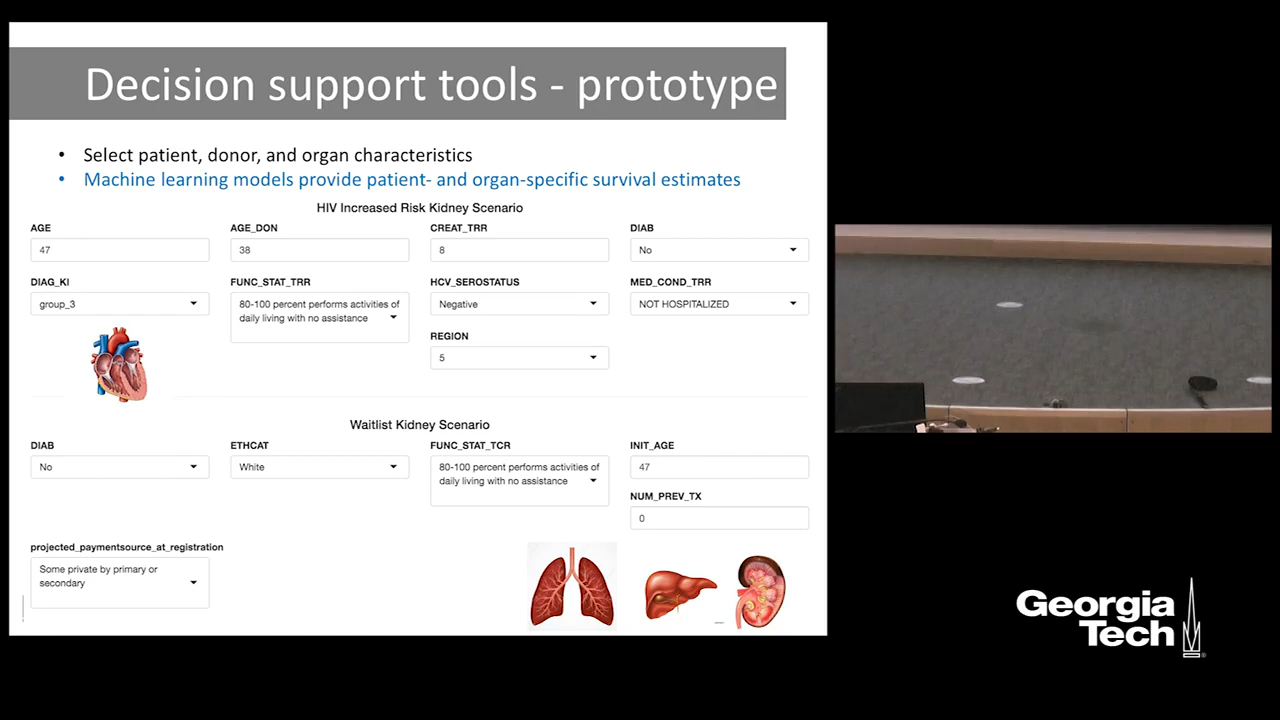 Decision support tools - prototype
• Select patient, donor, and organ characteristics
• Machine learning models provide patient- and organ-specific survival estimates
HIV Increased Risk Kidney Scenario
AGE AGE_DON CREAT_TRR DIAB
47 38 8 No
DIAG_KI FUNC_STAT_TRR HCV_SEROSTATUS MED_COND_TRR
group_3 80-100 percent performs activities of Negative NOT HOSPITALIZED
daily living with no assistance
REGION
5
Waitlist Kidney Scenario
DIAB ETHCAT FUNC_STAT_TCR INIT_AGE
No White 80-100 percent performs activities of 47
daily living with no assistance
NUM_PREV_TX
0
projected_paymentsource_at_registration
Some private by primary or
secondary
Georgia
Tech